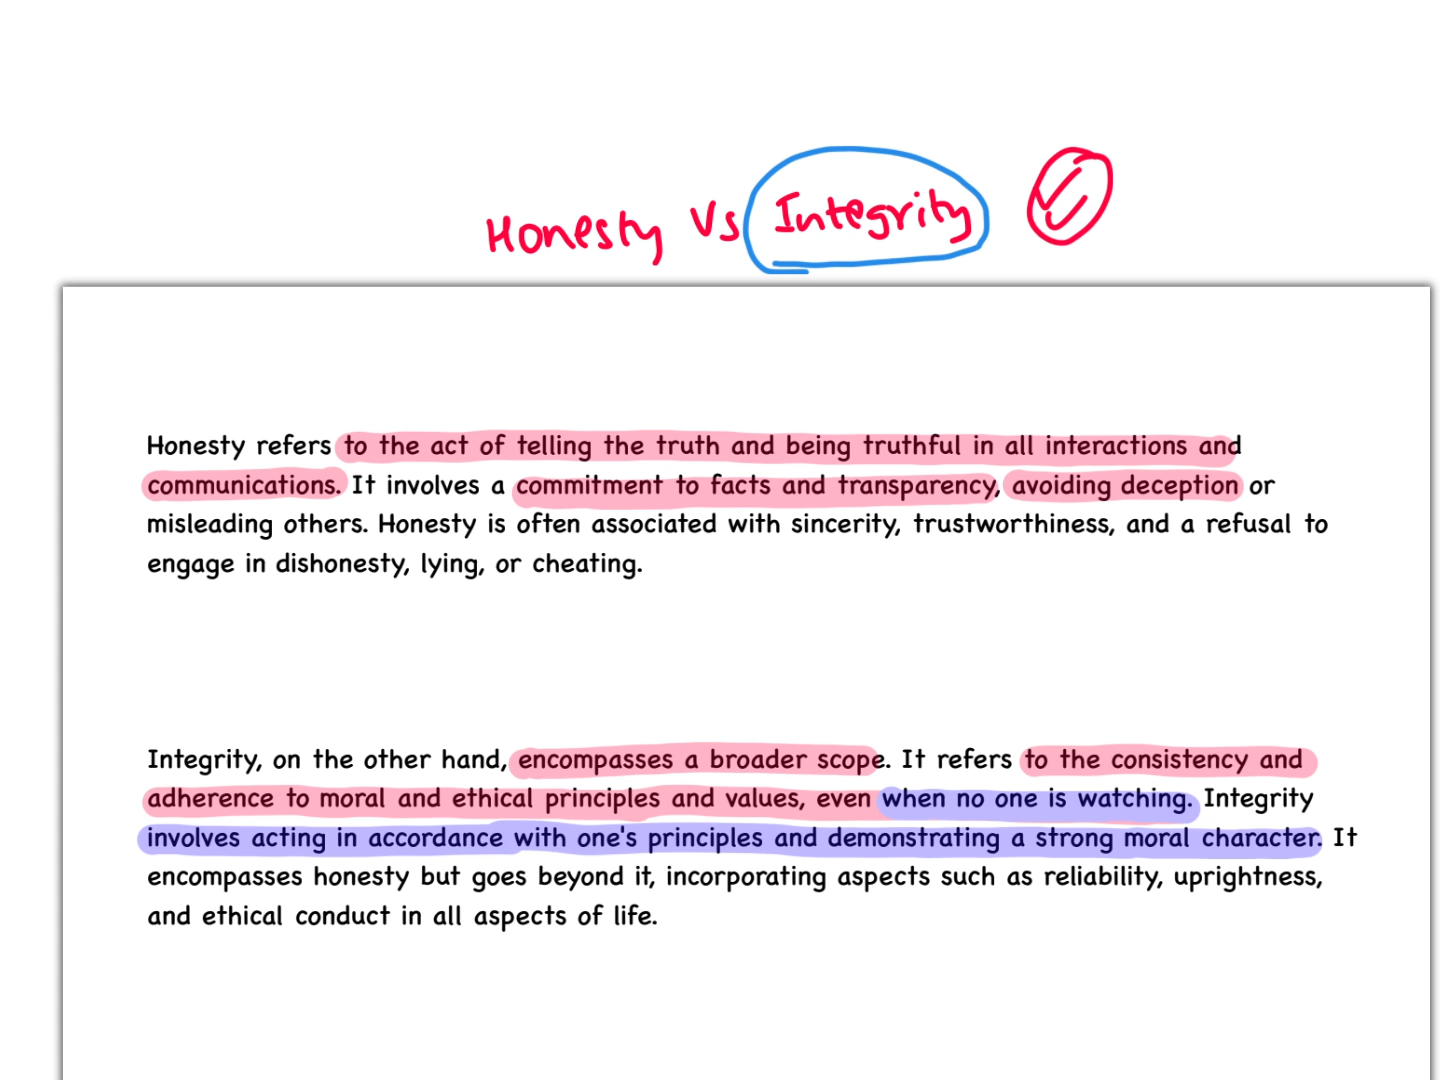 Honesty Vs Integrity
Honesty refers to the act of telling the truth and being truthful in all interactions and
communications. It involves a commitment to facts and transparency, avoiding deception or
misleading others. Honesty is often associated with sincerity, trustworthiness, and a refusal to
engage in dishonesty, lying, or cheating.
Integrity, on the other hand, encompasses a broader scope. It refers to the consistency and
adherence to moral and ethical principles and values, even when no one is watching. Integrity
involves acting in accordance with one's principles and demonstrating a strong moral character. It
encompasses honesty but goes beyond it, incorporating aspects such as reliability, uprightness,
and ethical conduct in all aspects of life.